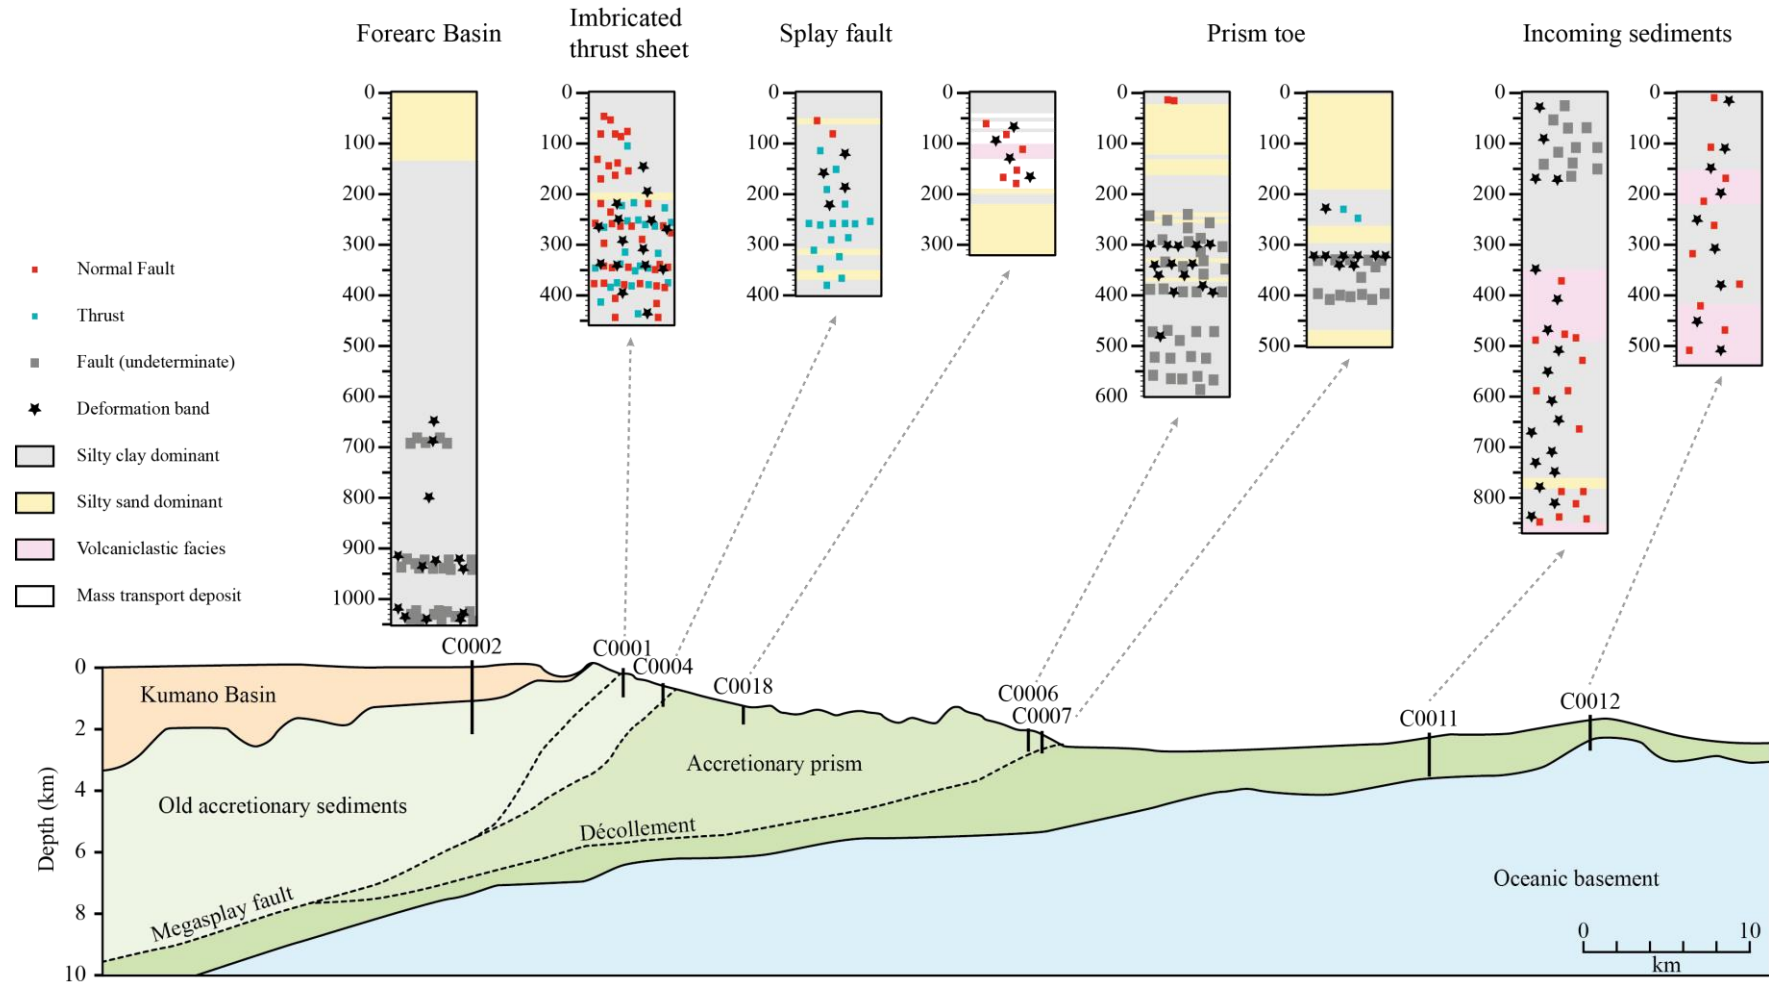 Forearc Basin
Imbricated
thrust sheet
Splay fault
Prism toe
Incoming sediments
0
100
200
300
400
500
600
700
800
900
1000
0
100
200
300
400
0
100
200
300
400
0
100
200
300
0
100
200
300
400
500
600
0
100
200
300
400
500
0
100
200
300
400
500
600
800
0
100
200
300
400
500
Normal Fault
Thrust
Fault (undeterminate)
Deformation band
Silty clay dominant
Silty sand dominant
Volcaniclastic facies
Mass transport deposit
C0002
C0001
C0004
C0018
C0006
C0007
C0011
C0012
Depth (km)
0
2
4
6
8
10
Kumano Basin
Old accretionary sediments
Accretionary prism
Décollement
Megasplay fault
Oceanic basement
0 10
km